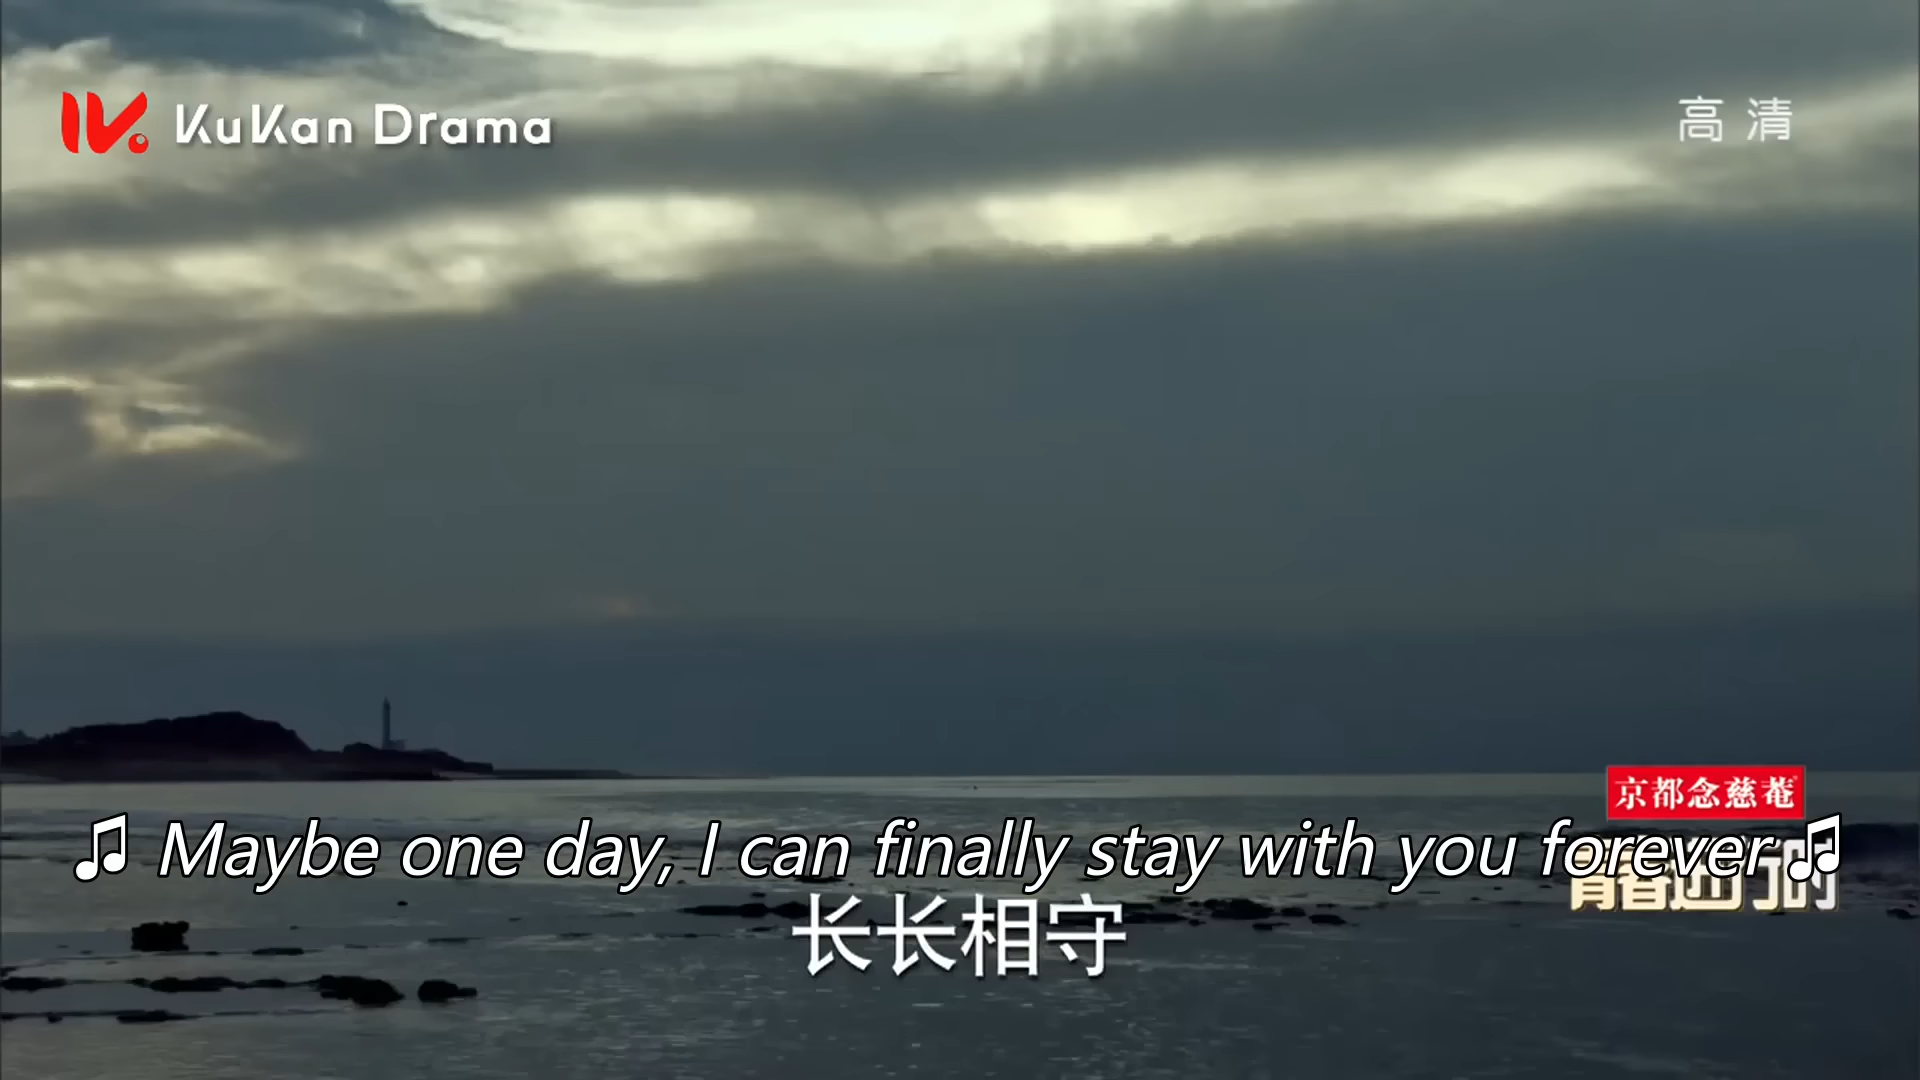 KuKan Drama
高清
京都念慈菴
♫ Maybe one day, I can finally stay with you forever ♫
长长相守